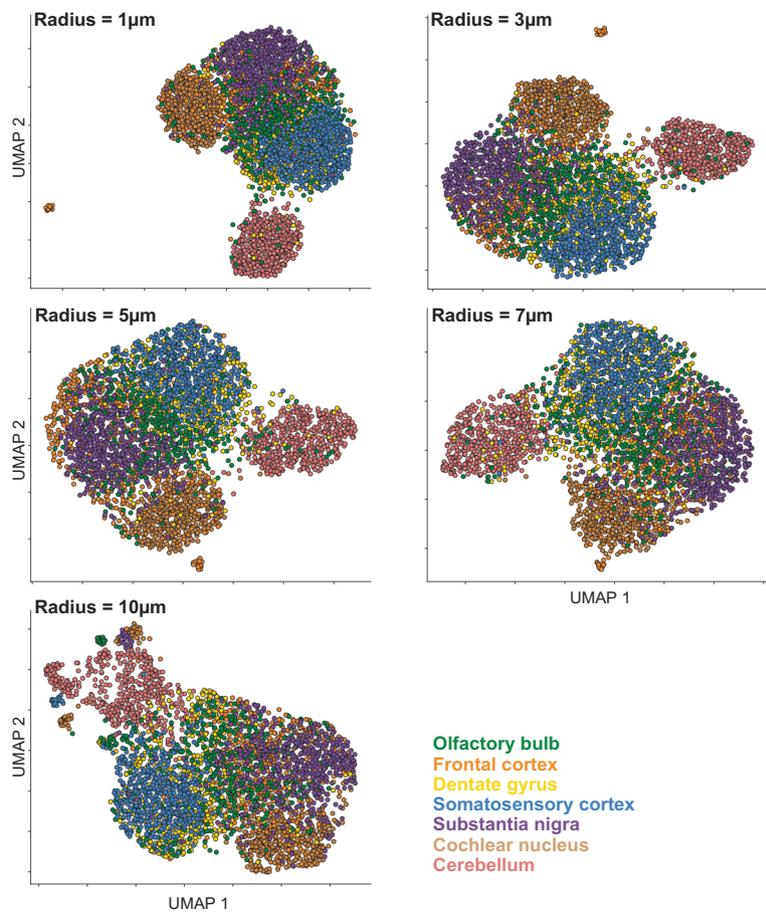 Radius = 1µm
Radius = 3µm
UMAP 2
Radius = 5µm
Radius = 7µm
UMAP 2
UMAP 1
Radius = 10µm
UMAP 2
Olfactory bulb
Frontal cortex
Dentate gyrus
Somatosensory cortex
Substantia nigra
Cochlear nucleus
Cerebellum
UMAP 1